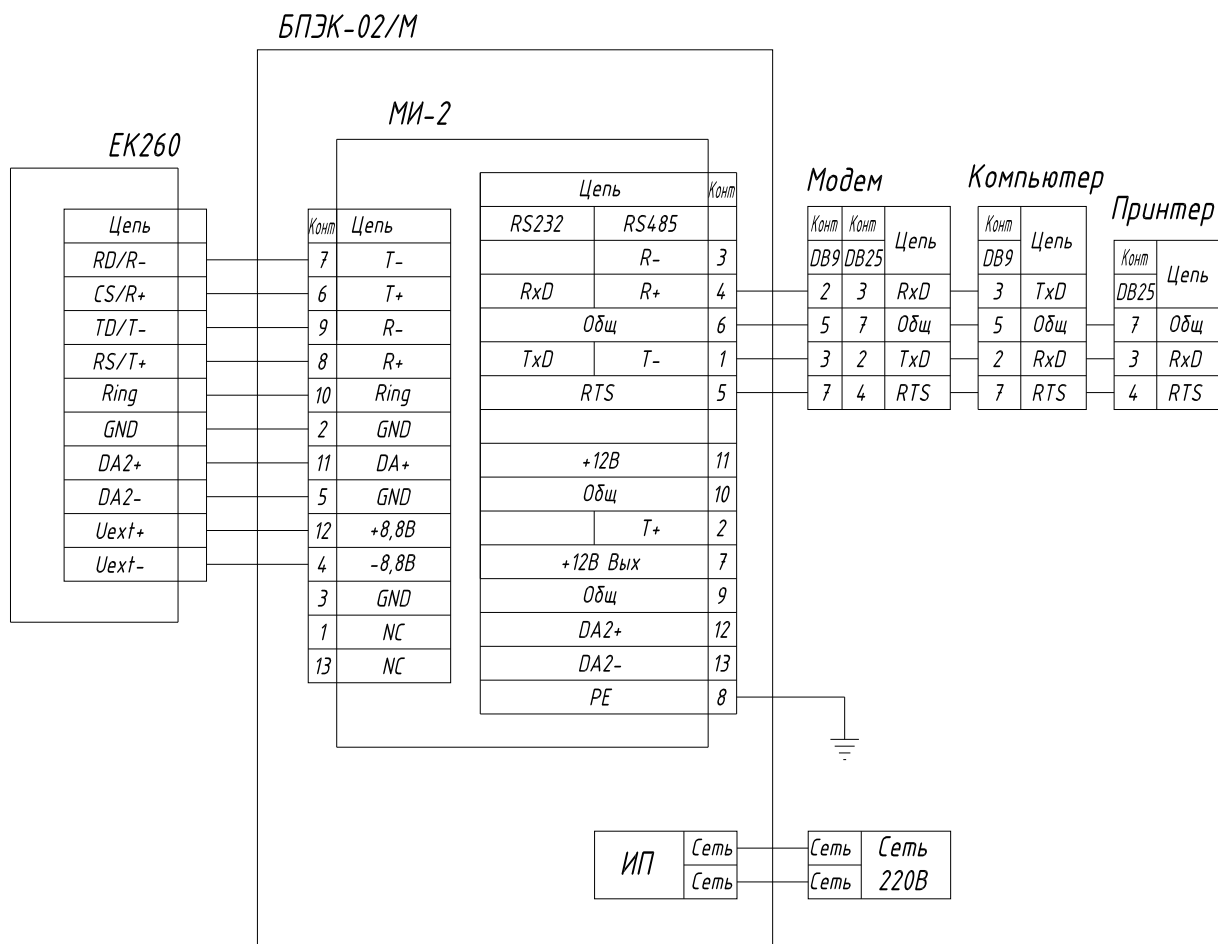 БПЭК-02/М
МИ-2
ЕК260
Цепь
RD/R-
CS/R+
TD/T-
RS/T+
Ring
GND
DA2+
DA2-
Uext+
Uext-
Конт Цепь
7 T-
6 T+
9 R-
8 R+
10 Ring
2 GND
11 DA+
5 GND
12 +8,8В
4 -8,8В
3 GND
1 NC
13 NC
Цепь Конт
RS232 RS485
R- 3
RxD R+ 4
Общ 6
TxD T- 1
RTS 5
+12В 11
Общ 10
T+ 2
+12В Вых 7
Общ 9
DA2+ 12
DA2- 13
PE 8
Модем
Конт Конт Цепь
DB9 DB25
2 3 RxD
5 7 Общ
3 2 TxD
7 4 RTS
Компьютер
Конт Цепь
DB9
3 TxD
5 Общ
2 RxD
7 RTS
Принтер
Конт Цепь
DB25
7 Общ
3 RxD
4 RTS
ИП
Сеть
Сеть
Сеть
Сеть
Сеть
220В